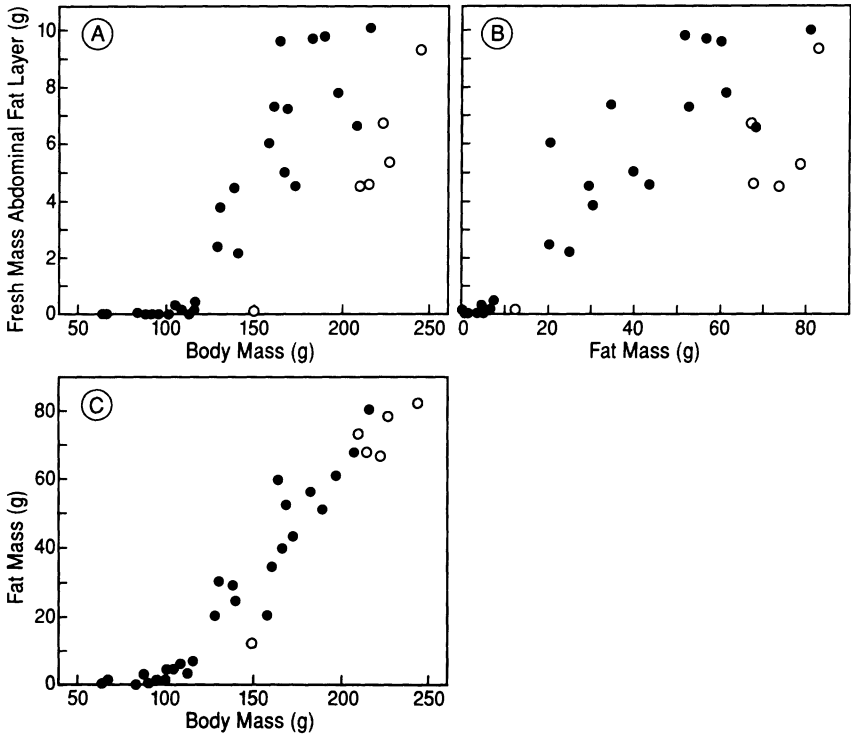 Fresh Mass Abdominal Fat Layer (g)
10
8
6
4
2
0
A
50 100 150 200 250
Body Mass (g)
B
0 20 40 60 80
Fat Mass (g)
Fat Mass (g)
80
60
40
20
0
C
50 100 150 200 250
Body Mass (g)